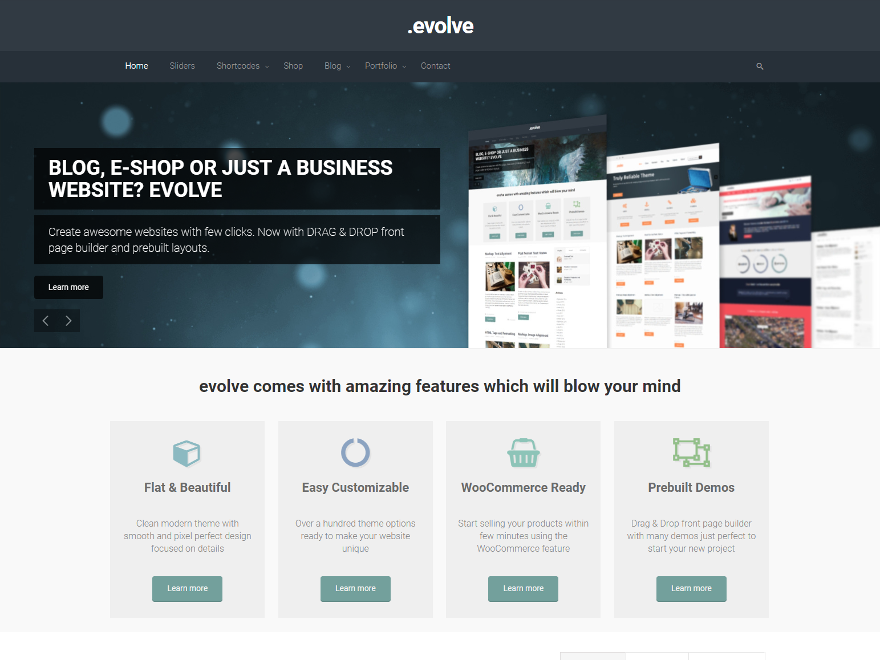 .evolve
Home Sliders Shortcodes Shop Blog Portfolio Contact
BLOG, E-SHOP OR JUST A BUSINESS
WEBSITE? EVOLVE
Create awesome websites with few clicks. Now with DRAG & DROP front
page builder and prebuilt layouts.
Learn more
Truly Reliable Theme
evolve comes with amazing features which will blow your mind
Flat & Beautiful
Clean modern theme with
smooth and pixel perfect design
focused on details
Learn more
Easy Customizable
Over a hundred theme options
ready to make your website
unique
Learn more
WooCommerce Ready
Start selling your products within
few minutes using the
WooCommerce feature
Learn more
Prebuilt Demos
Drag & Drop front page builder
with many demos just perfect to
start your new project
Learn more